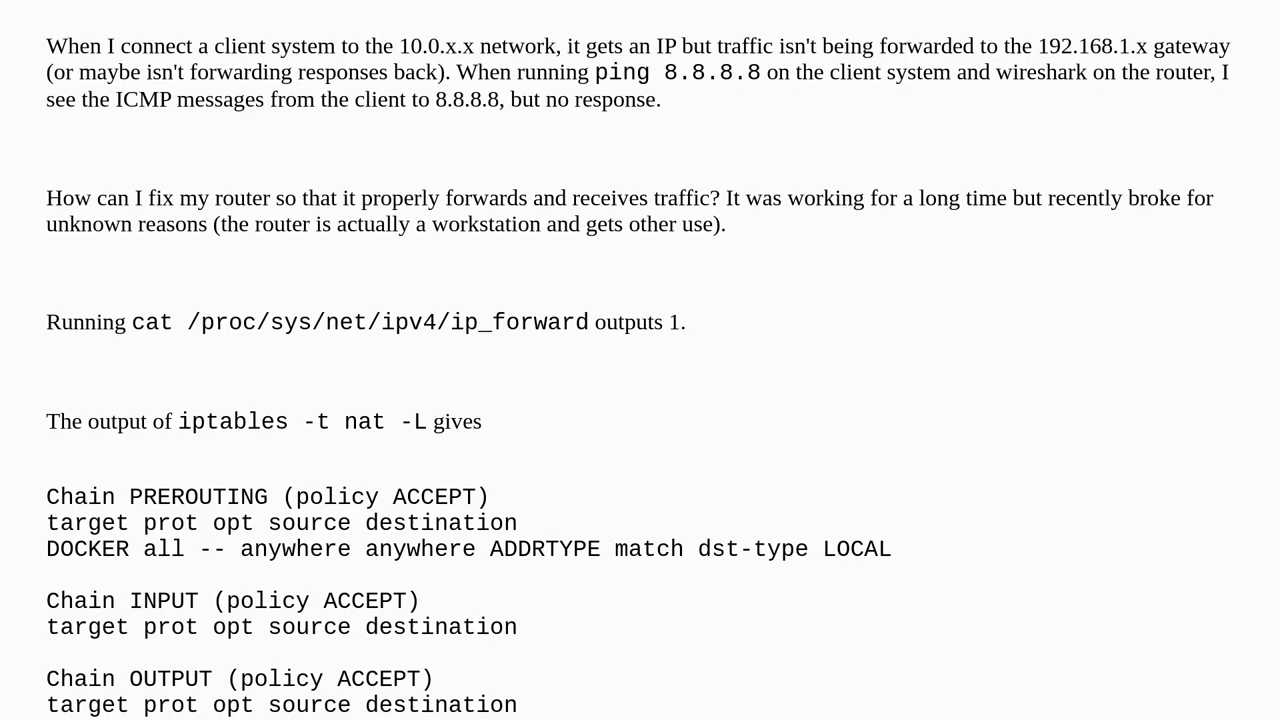 When I connect a client system to the 10.0.x.x network, it gets an IP but traffic isn't being forwarded to the 192.168.1.x gateway
(or maybe isn't forwarding responses back). When running ping 8.8.8.8 on the client system and wireshark on the router, I
see the ICMP messages from the client to 8.8.8.8, but no response.
How can I fix my router so that it properly forwards and receives traffic? It was working for a long time but recently broke for
unknown reasons (the router is actually a workstation and gets other use).
Running cat /proc/sys/net/ipv4/ip_forward outputs 1.
The output of iptables -t nat -L gives
Chain PREROUTING (policy ACCEPT)
target prot opt source destination
DOCKER all -- anywhere anywhere ADDRTYPE match dst-type LOCAL
Chain INPUT (policy ACCEPT)
target prot opt source destination
Chain OUTPUT (policy ACCEPT)
target prot opt source destination